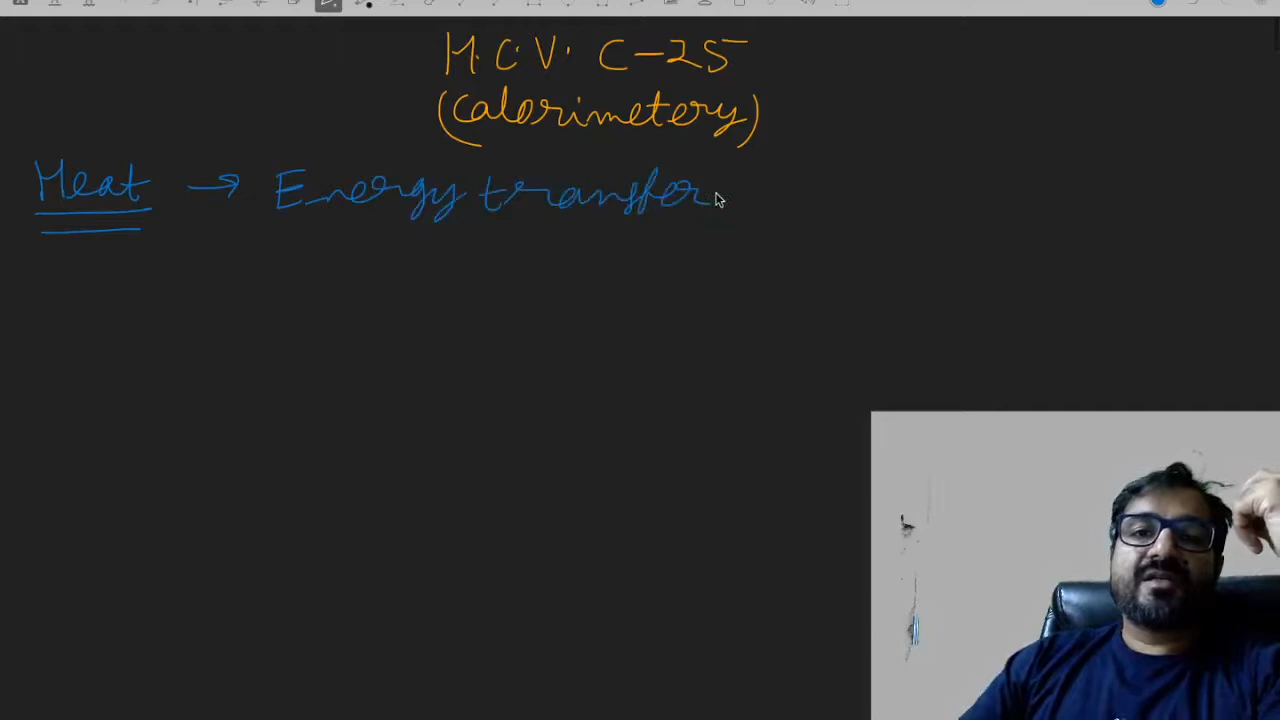 H.C.V. C-25
(Calorimetery)
Heat → Energy transfer